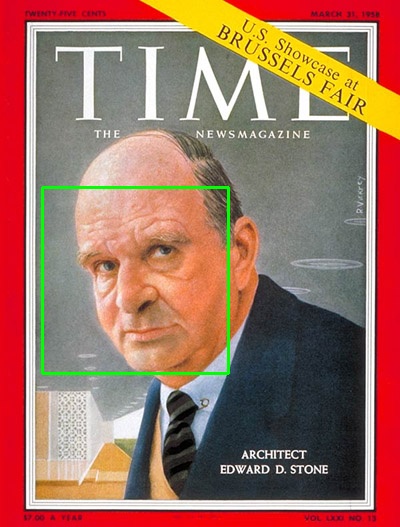 TWENTY-FIVE CENTS
MARCH 31, 1958
U.S. Showcase at
BRUSSELS FAIR
TIME
THE NEWSMAGAZINE
ARCHITECT
EDWARD D. STONE
$7.00 A YEAR
VOL. LXXI NO. 13